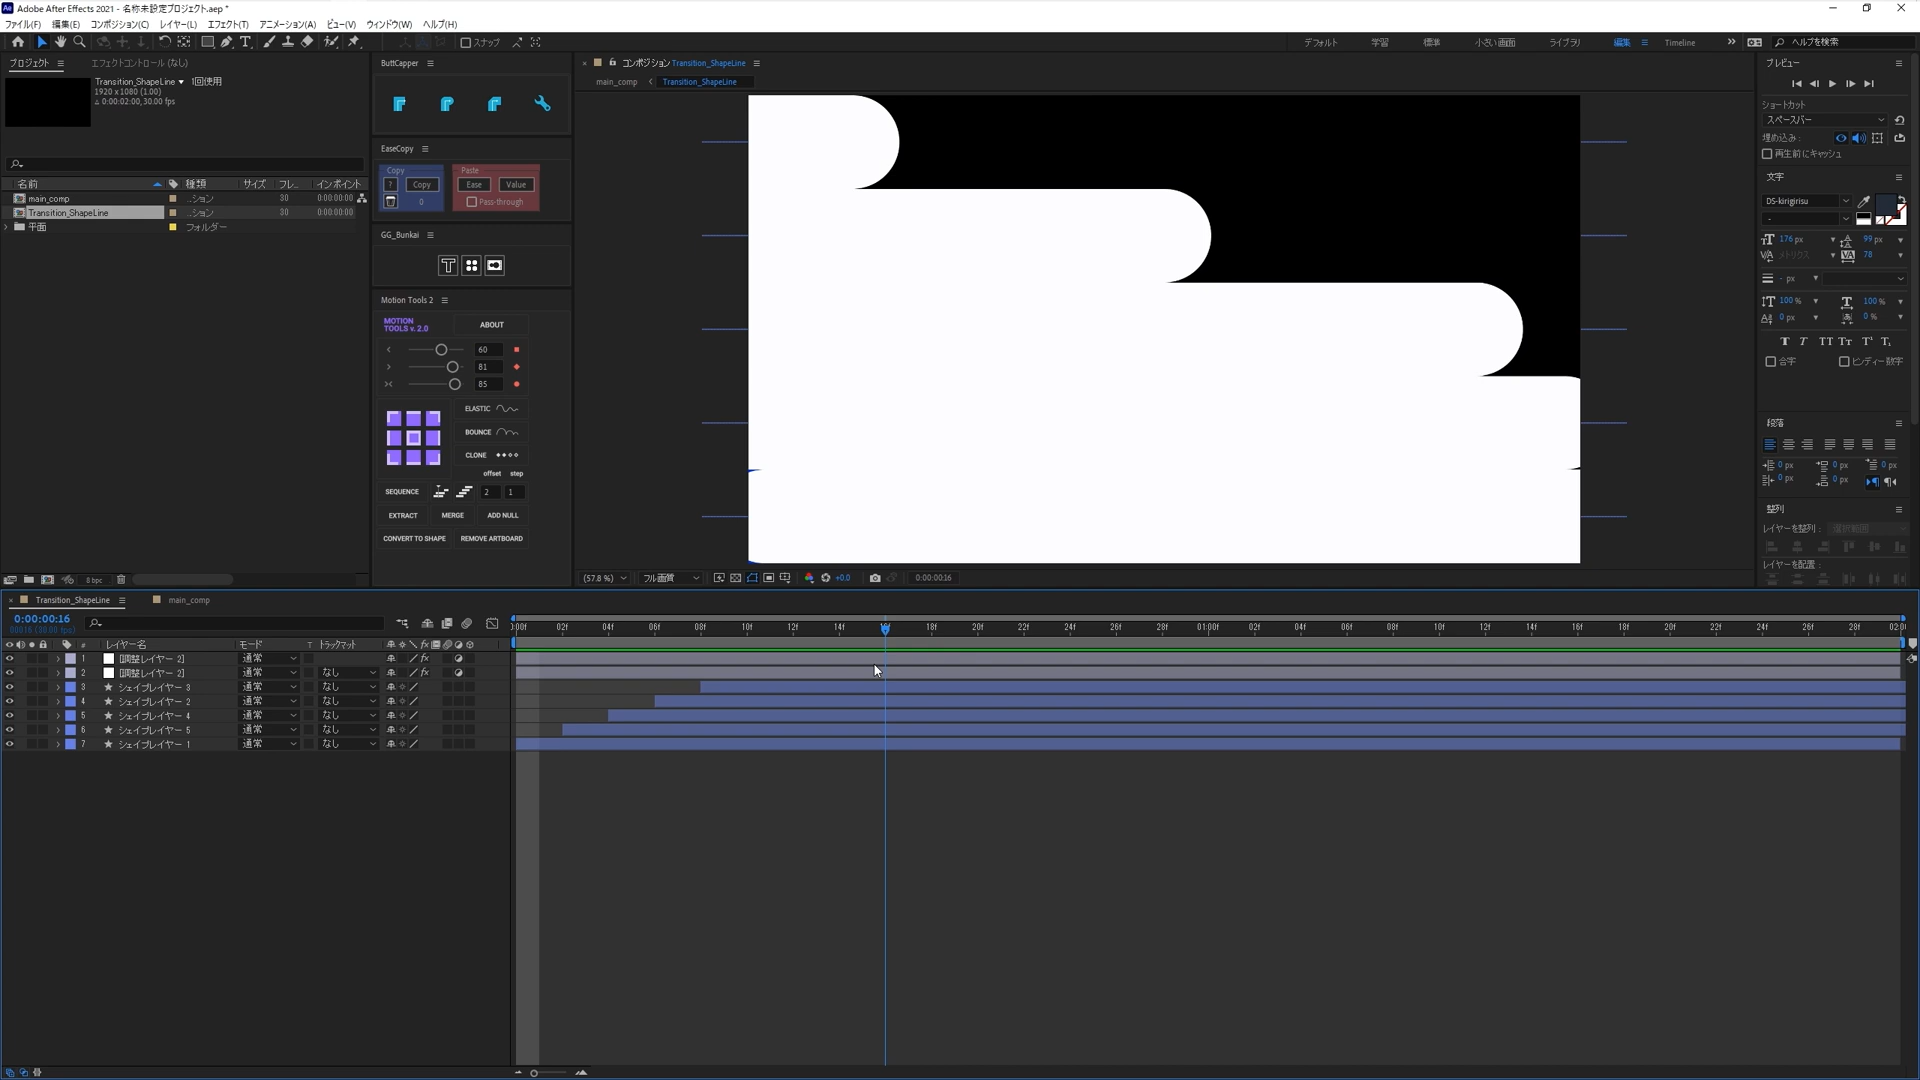 Adobe After Effects 2021 - 名称未設定プロジェクト.aep *
ファイル(F) 編集(E) コンポジション(C) レイヤー(L) エフェクト(T) アニメーション(A) ビュー(V) ウィンドウ(W) ヘルプ(H)
スナップ
デフォルト 学習 標準 小さい画面 ライブラリ 編集 Timeline
ヘルプを検索
プロジェクト
エフェクトコントロール (なし)
Transition_ShapeLine 1回使用
1920 x 1080 (1.00)
Δ 0:00:02:00, 30.00 fps
名前 種類 サイズ フレ... インポイント
main_comp ...ション 30 0:00:00:00
Transition_ShapeLine ...ション 30 0:00:00:00
平面 フォルダー
8 bpc
ButtCapper
EaseCopy
Copy Paste
? Copy Ease Value
0 Pass-through
GG_Bunkai
Motion Tools 2
MOTION TOOLS v. 2.0
ABOUT
60
81
85
ELASTIC
BOUNCE
CLONE
offset step
SEQUENCE 2 1
EXTRACT MERGE ADD NULL
CONVERT TO SHAPE REMOVE ARTBOARD
コンポジション Transition_ShapeLine
main_comp < Transition_ShapeLine
(57.8 %) フル画質 +0.0 0:00:00:16
プレビュー
ショートカット
スペースバー
埋め込み :
再生前にキャッシュ
文字
DS-kirigirisu
-
176 px 99 px
メトリクス 78
- px
100 % 100 %
0 px 0 %
合字 ヒンディー数字
段落
0 px 0 px 0 px
0 px 0 px
整列
レイヤーを整列 : 選択範囲
レイヤーを配置 :
Transition_ShapeLine main_comp
0:00:00:16
00016 (30.00 fps)
# レイヤー名 モード T トラックマット
0:00f 02f 04f 06f 08f 10f 12f 14f 16f 18f 20f 22f 24f 26f 28f 01:00f 02f 04f 06f 08f 10f 12f 14f 16f 18f 20f 22f 24f 26f 28f 02:0
1 [調整レイヤー 2] 通常
2 [調整レイヤー 2] 通常 なし
3 シェイプレイヤー 3 通常 なし
4 シェイプレイヤー 2 通常 なし
5 シェイプレイヤー 4 通常 なし
6 シェイプレイヤー 5 通常 なし
7 シェイプレイヤー 1 通常 なし